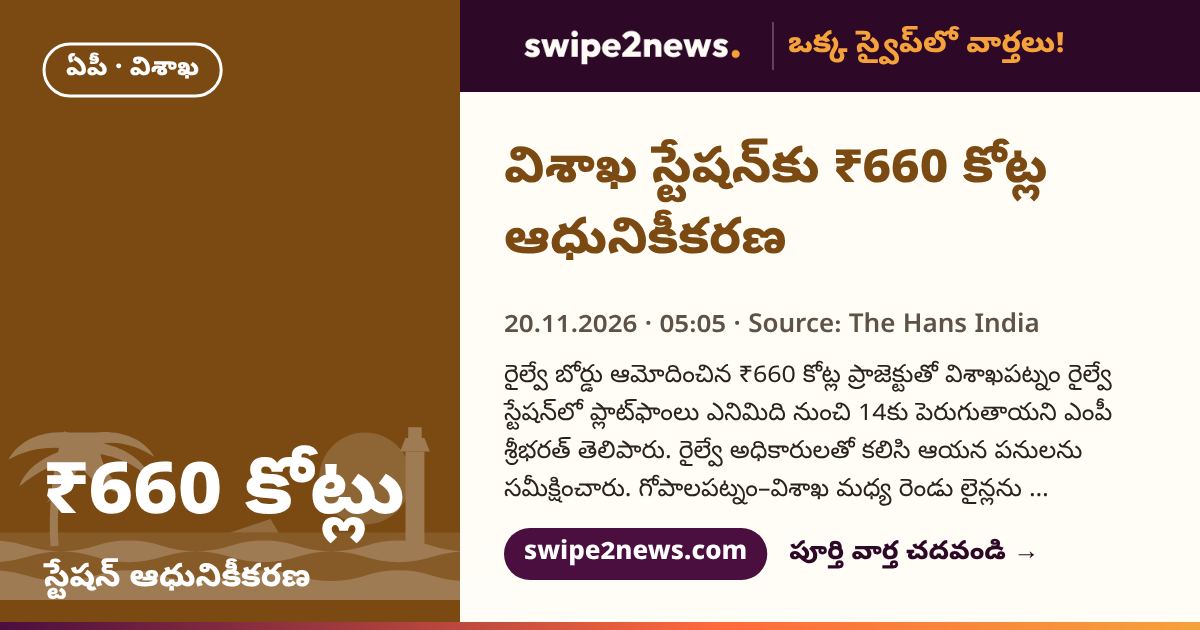 ఏపీ · విశాఖ
swipe2news.
ఒక్క స్వైప్‌లో వార్తలు!
విశాఖ స్టేషన్‌కు ₹660 కోట్ల
ఆధునికీకరణ
20.11.2026 · 05:05 · Source: The Hans India
రైల్వే బోర్డు ఆమోదించిన ₹660 కోట్ల ప్రాజెక్టుతో విశాఖపట్నం రైల్వే
స్టేషన్‌లో ప్లాట్‌ఫాంలు ఎనిమిది నుంచి 14కు పెరుగుతాయని ఎంపీ
శ్రీభరత్ తెలిపారు. రైల్వే అధికారులతో కలిసి ఆయన పనులను
సమీక్షించారు. గోపాలపట్నం–విశాఖ మధ్య రెండు లైన్లను ...
₹660 కోట్లు
స్టేషన్ ఆధునికీకరణ
swipe2news.com
పూర్తి వార్త చదవండి →